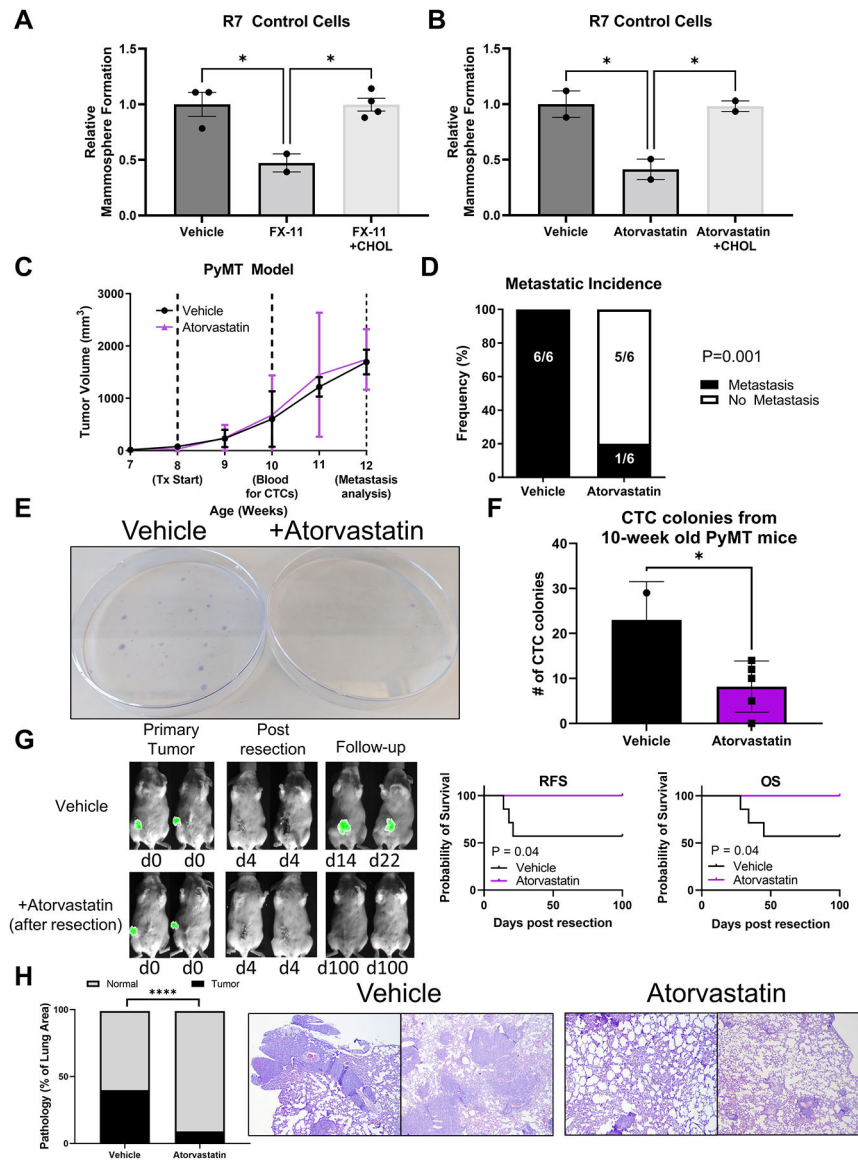 A
R7 Control Cells
Relative
Mammosphere Formation
1.5
1.0
0.5
0.0
*
*
Vehicle
FX-11
FX-11
+CHOL
B
R7 Control Cells
Relative
Mammosphere Formation
1.5
1.0
0.5
0.0
*
*
Vehicle
Atorvastatin
Atorvastatin
+CHOL
C
PyMT Model
Tumor Volume (mm³)
3000
2000
1000
0
Vehicle
Atorvastatin
7 8 9 10 11 12
(Tx Start)
(Blood
for CTCs)
(Metastasis
analysis)
Age (Weeks)
D
Metastatic Incidence
Frequency (%)
100
80
60
40
20
0
6/6
5/6
1/6
Vehicle
Atorvastatin
P=0.001
Metastasis
No Metastasis
E
Vehicle
+Atorvastatin
F
CTC colonies from
10-week old PyMT mice
# of CTC colonies
40
30
20
10
0
*
Vehicle
Atorvastatin
G
Primary
Tumor
Post
resection
Follow-up
Vehicle
d0 d0 d4 d4 d14 d22
+Atorvastatin
(after resection)
d0 d0 d4 d4 d100 d100
RFS
Probability of Survival
100
50
0
P = 0.04
Vehicle
Atorvastatin
0 100
Days post resection
OS
Probability of Survival
100
50
0
P = 0.04
Vehicle
Atorvastatin
0 100
Days post resection
H
Normal
Tumor
****
Pathology (% of Lung Area)
100
50
0
Vehicle
Atorvastatin
Vehicle
Atorvastatin